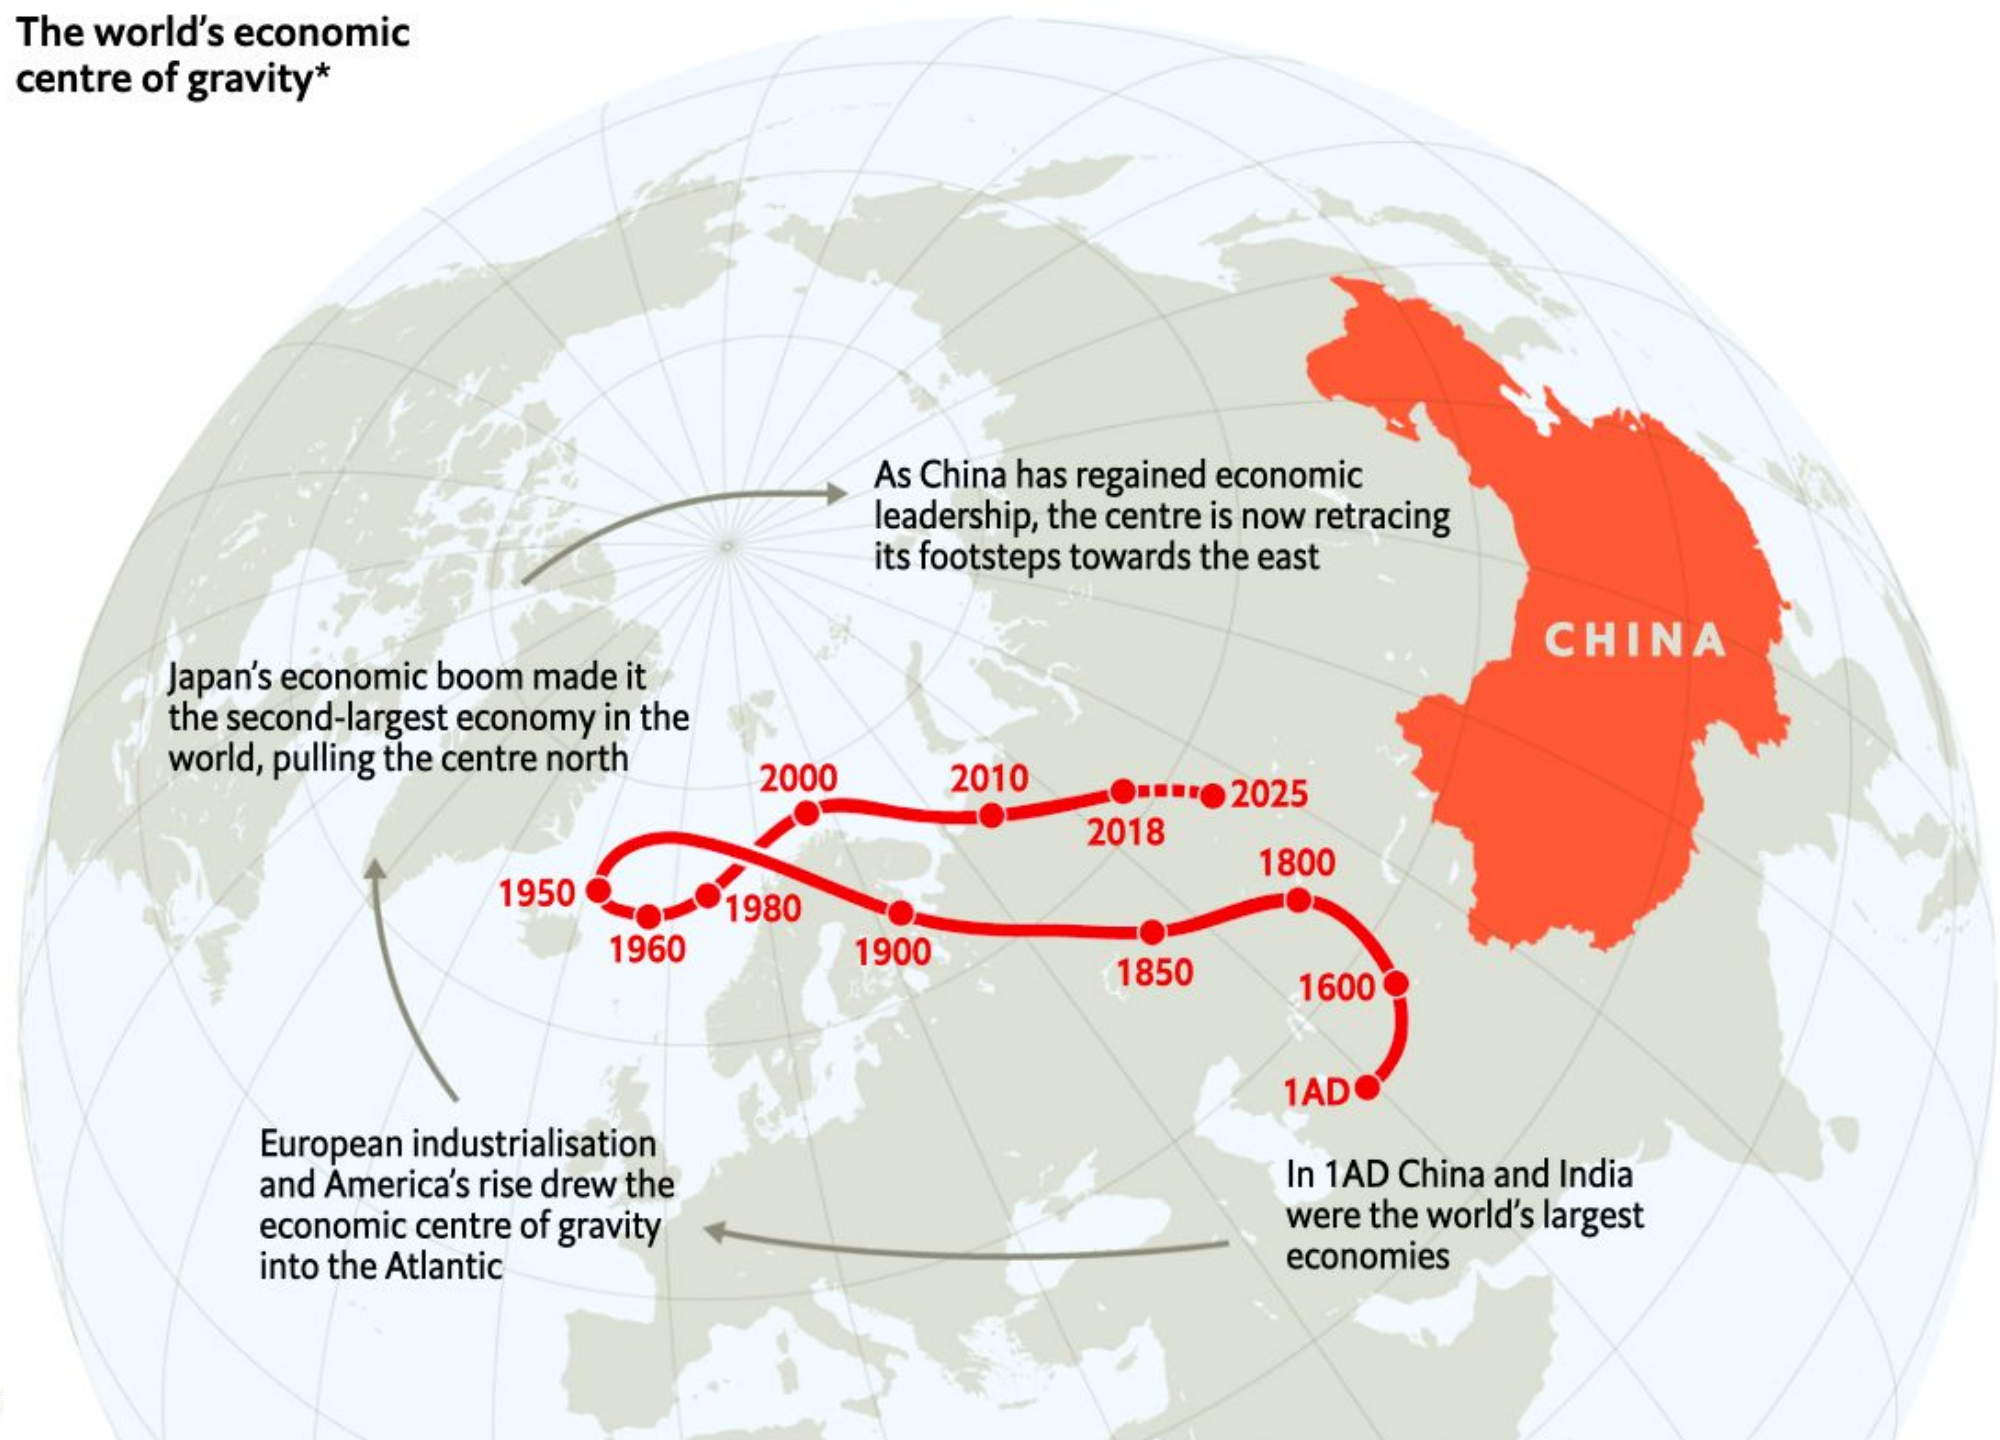 The world's economic
centre of gravity*
As China has regained economic
leadership, the centre is now retracing
its footsteps towards the east
CHINA
Japan's economic boom made it
the second-largest economy in the
world, pulling the centre north
2000
2010
2025
2018
1800
1950
1980
1960
1900
1850
1600
1AD
European industrialisation
and America's rise drew the
economic centre of gravity
into the Atlantic
In 1AD China and India
were the world's largest
economies